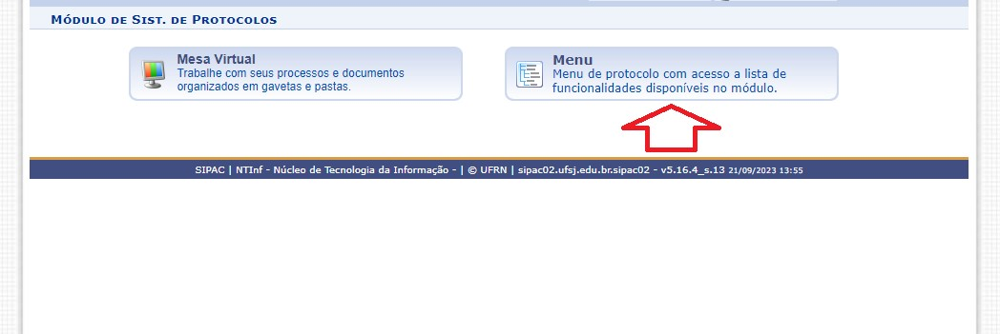 Módulo de Sist. de Protocolos
Mesa Virtual
Trabalhe com seus processos e documentos
organizados em gavetas e pastas.
Menu
Menu de protocolo com acesso a lista de
funcionalidades disponíveis no módulo.
SIPAC | NTInf - Núcleo de Tecnologia da Informação - | © UFRN | sipac02.ufsj.edu.br.sipac02 - v5.16.4_s.13 21/09/2023 13:55